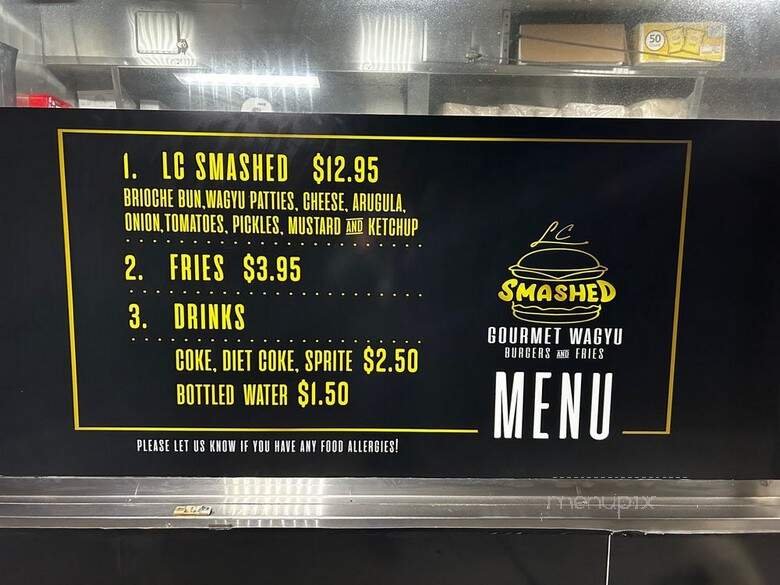 50
1. LC SMASHED $12.95
BRIOCHE BUN,WAGYU PATTIES, CHEESE, ARUGULA,
ONION,TOMATOES, PICKLES, MUSTARD AND KETCHUP
2. FRIES $3.95
3. DRINKS
COKE, DIET COKE, SPRITE $2.50
BOTTLED WATER $1.50
PLEASE LET US KNOW IF YOU HAVE ANY FOOD ALLERGIES!
LC
SMASHED
GOURMET WAGYU
BURGERS AND FRIES
MENU
menupix